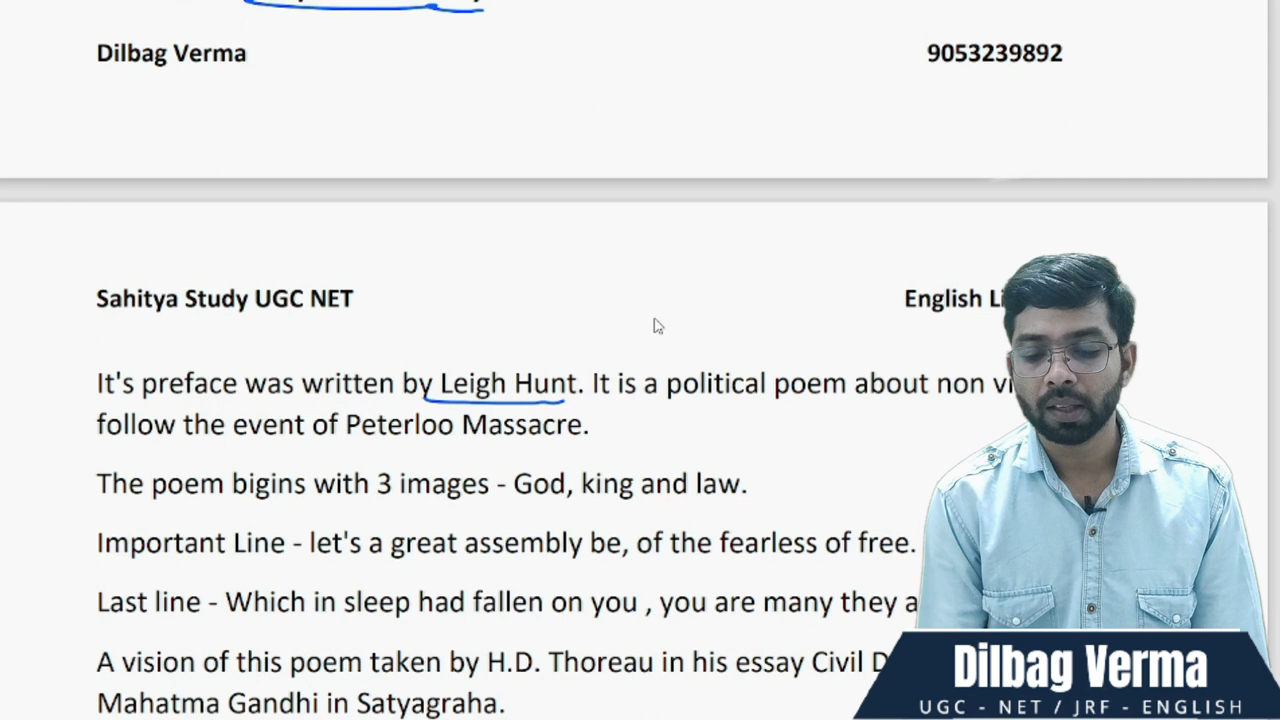 Dilbag Verma 9053239892
Sahitya Study UGC NET English
It's preface was written by Leigh Hunt. It is a political poem about non
follow the event of Peterloo Massacre.
The poem bigins with 3 images - God, king and law.
Important Line - let's a great assembly be, of the fearless of free.
Last line - Which in sleep had fallen on you , you are many they
A vision of this poem taken by H.D. Thoreau in his essay Civil
Mahatma Gandhi in Satyagraha.
Dilbag Verma
UGC - NET / JRF - ENGLISH